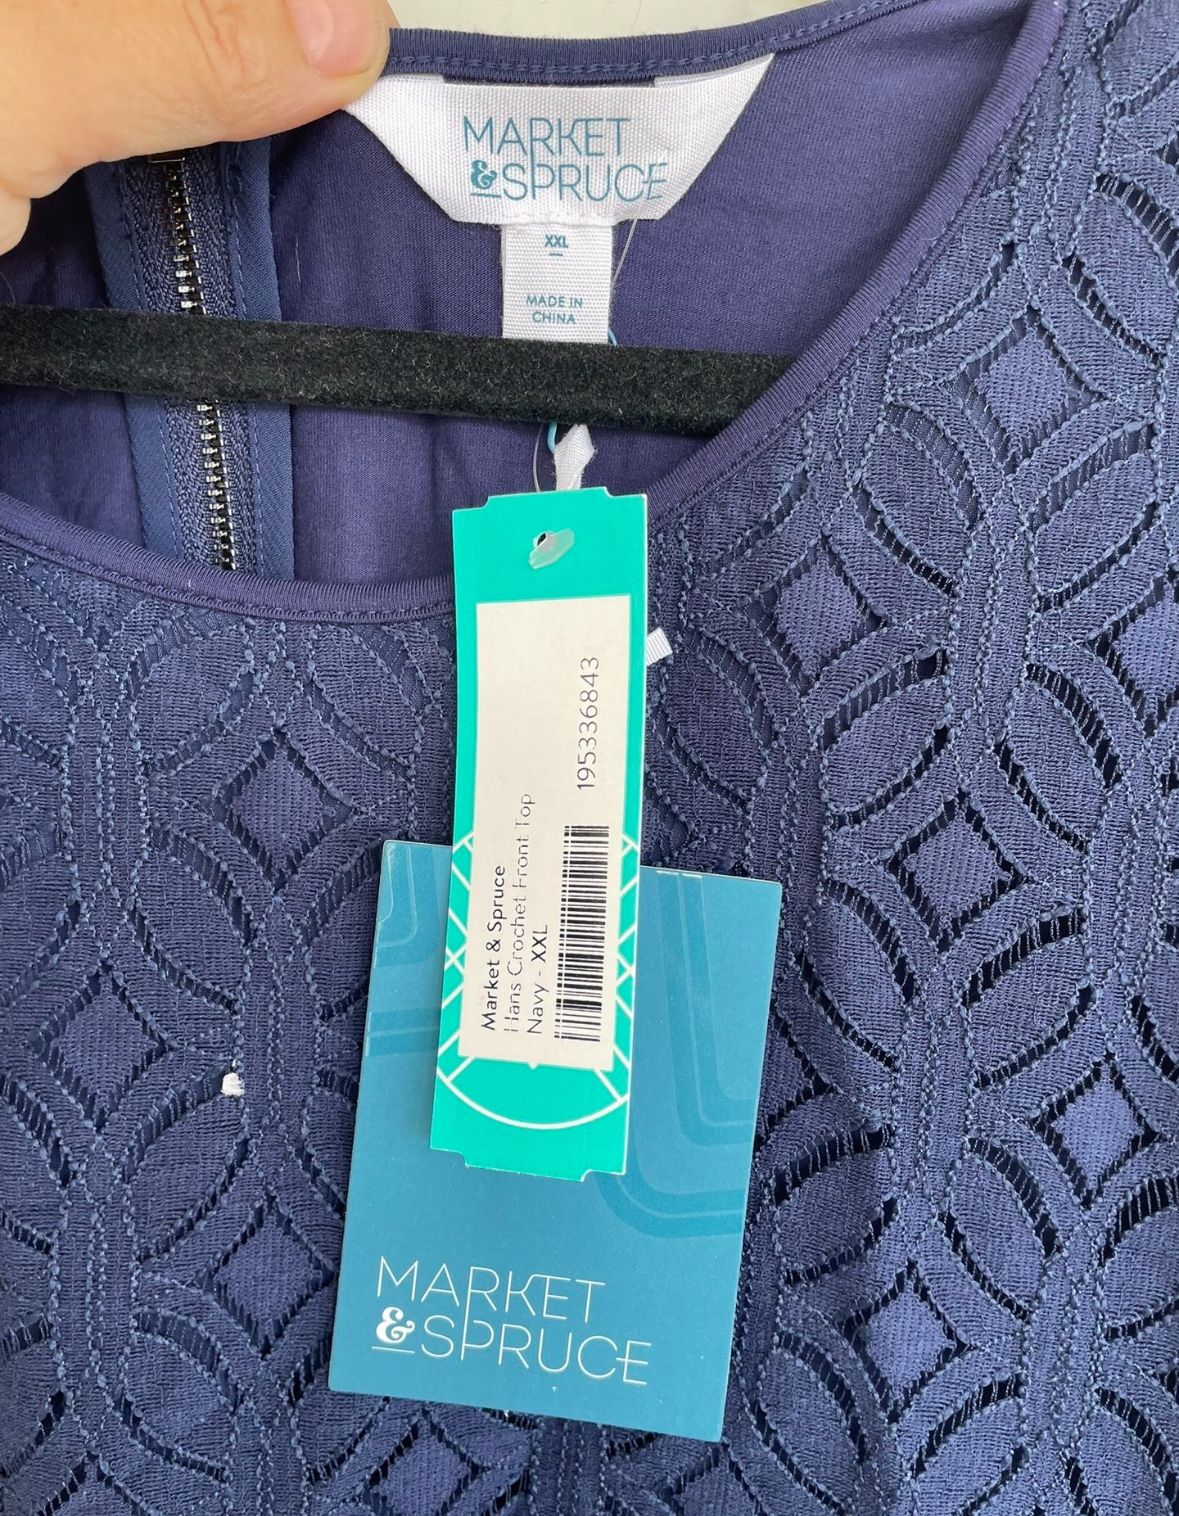 MARKET
&SPRUCE
XXL
MADE IN
CHINA
195336843
Market & Spruce
Hans Crochet Front Top
Navy - XXL
MARKET
&SPRUCE